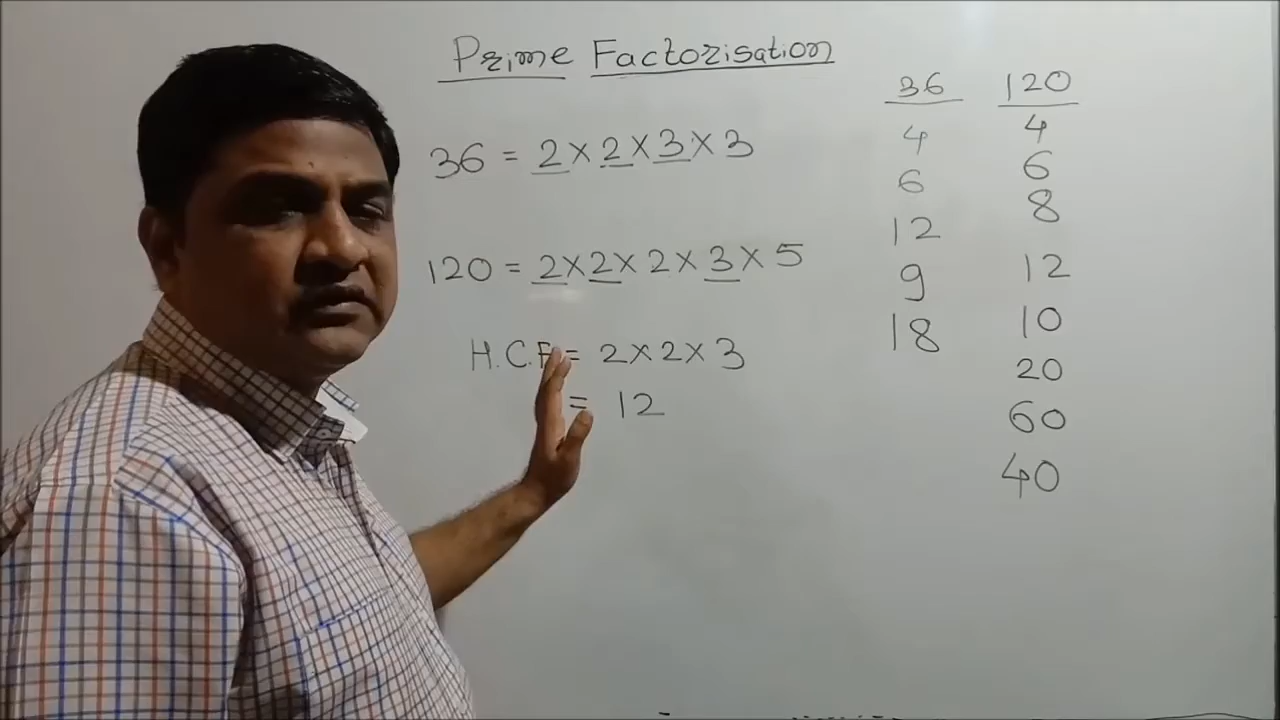 Prime Factorisation
36 = 2 × 2 × 3 × 3
120 = 2 × 2 × 2 × 3 × 5
H.C.F = 2 × 2 × 3
= 12
36 120
4 4
6 6
12 8
9 12
18 10
20
60
40